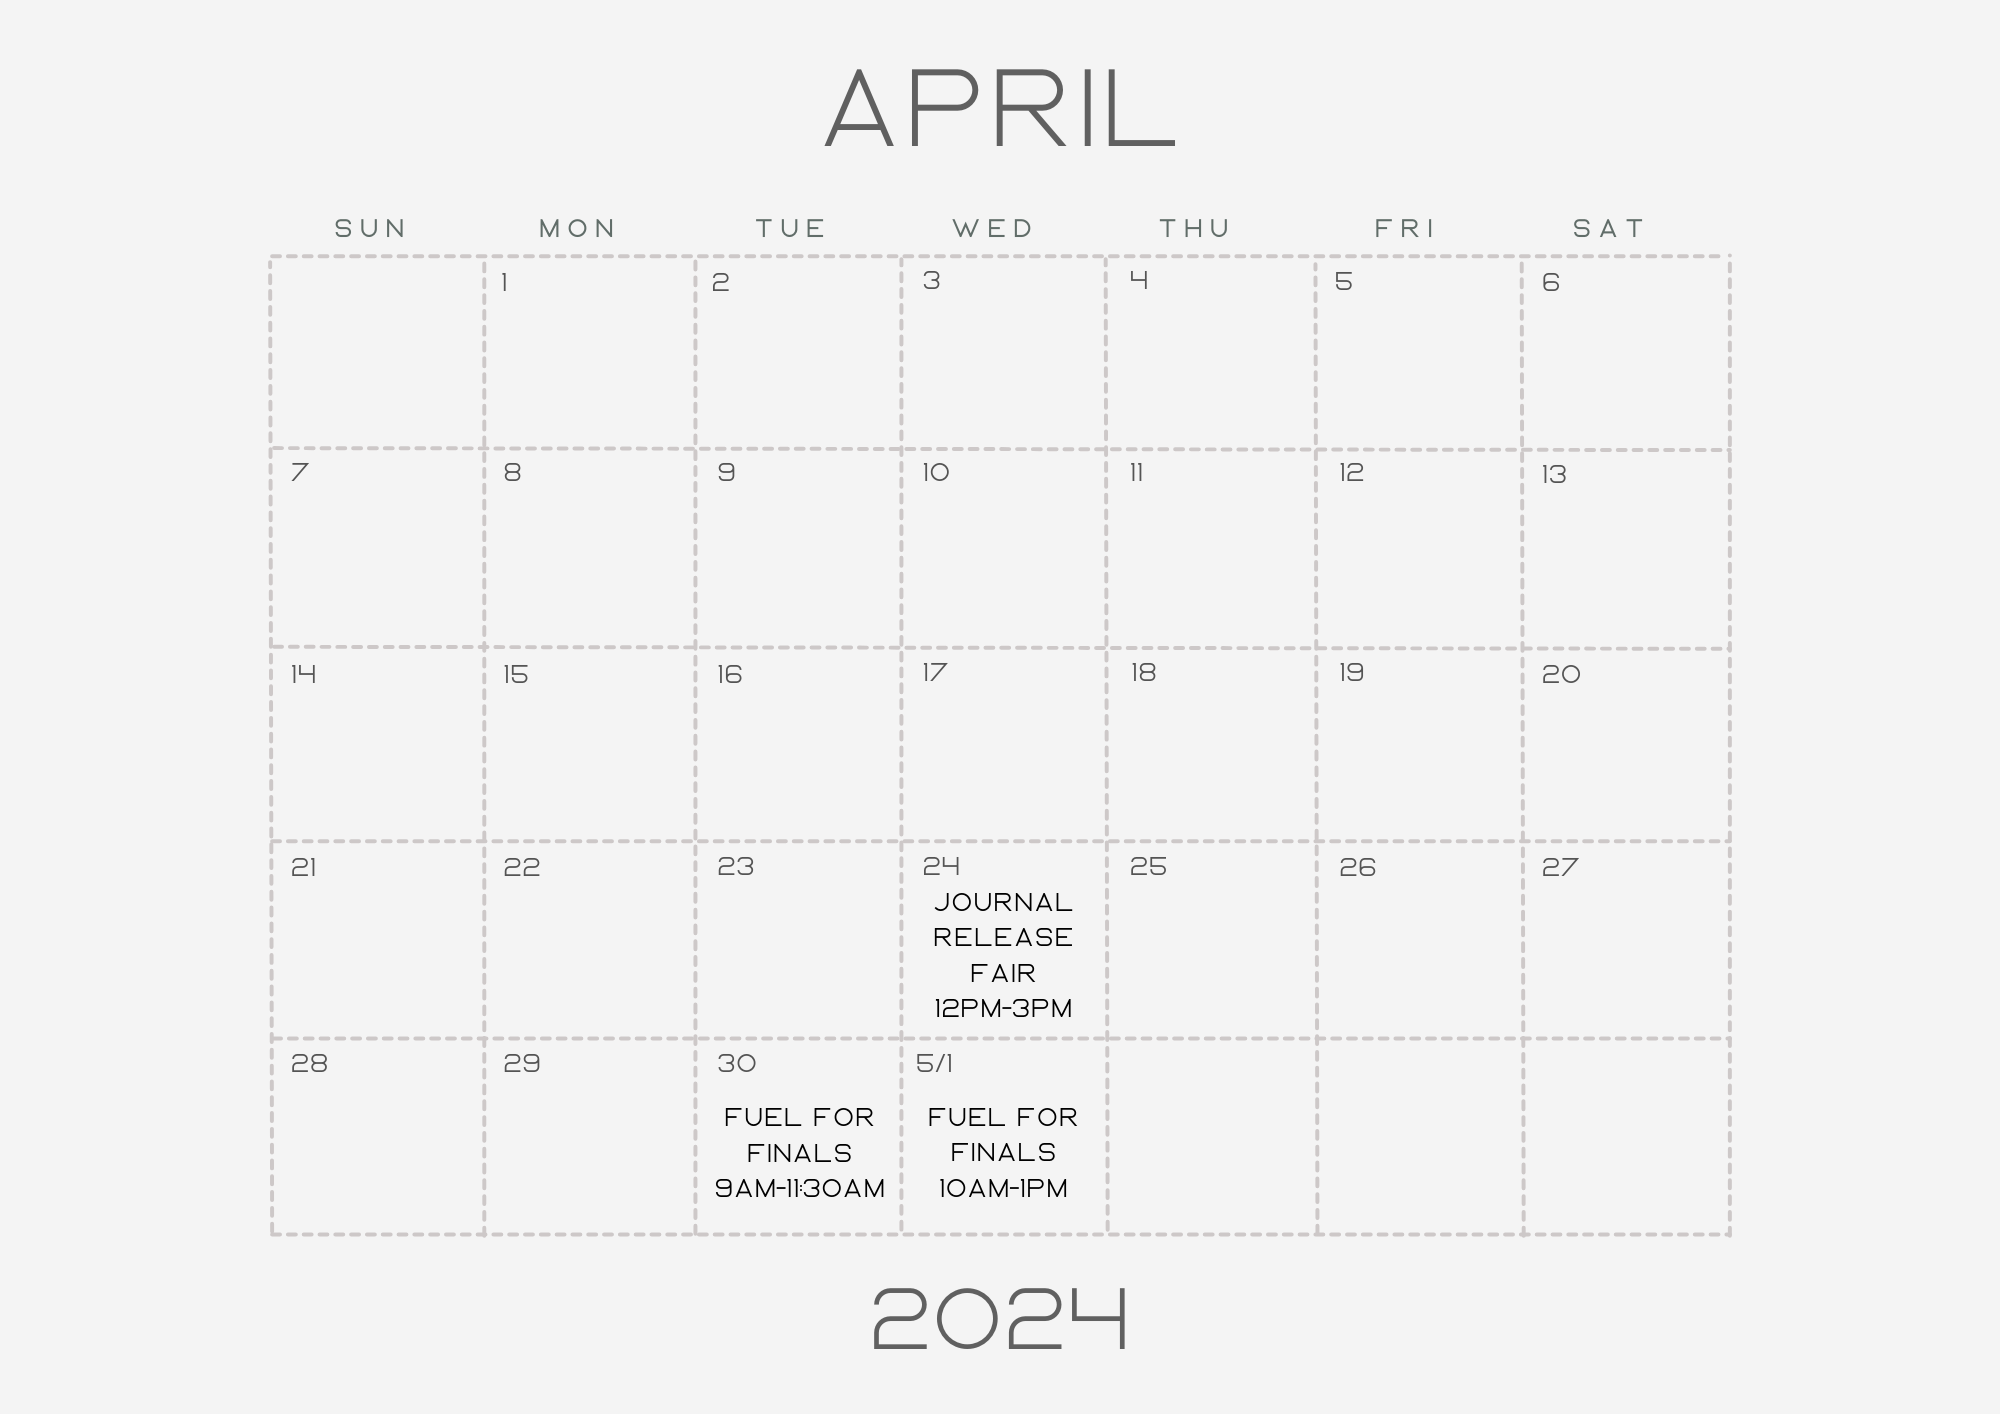 APRIL
SUN MON TUE WED THU FRI SAT
1 2 3 4 5 6
7 8 9 10 11 12 13
14 15 16 17 18 19 20
21 22 23 24 25 26 27
JOURNAL
RELEASE
FAIR
12PM-3PM
28 29 30 5/1
FUEL FOR
FINALS
9AM-11:30AM
FUEL FOR
FINALS
10AM-1PM
2024